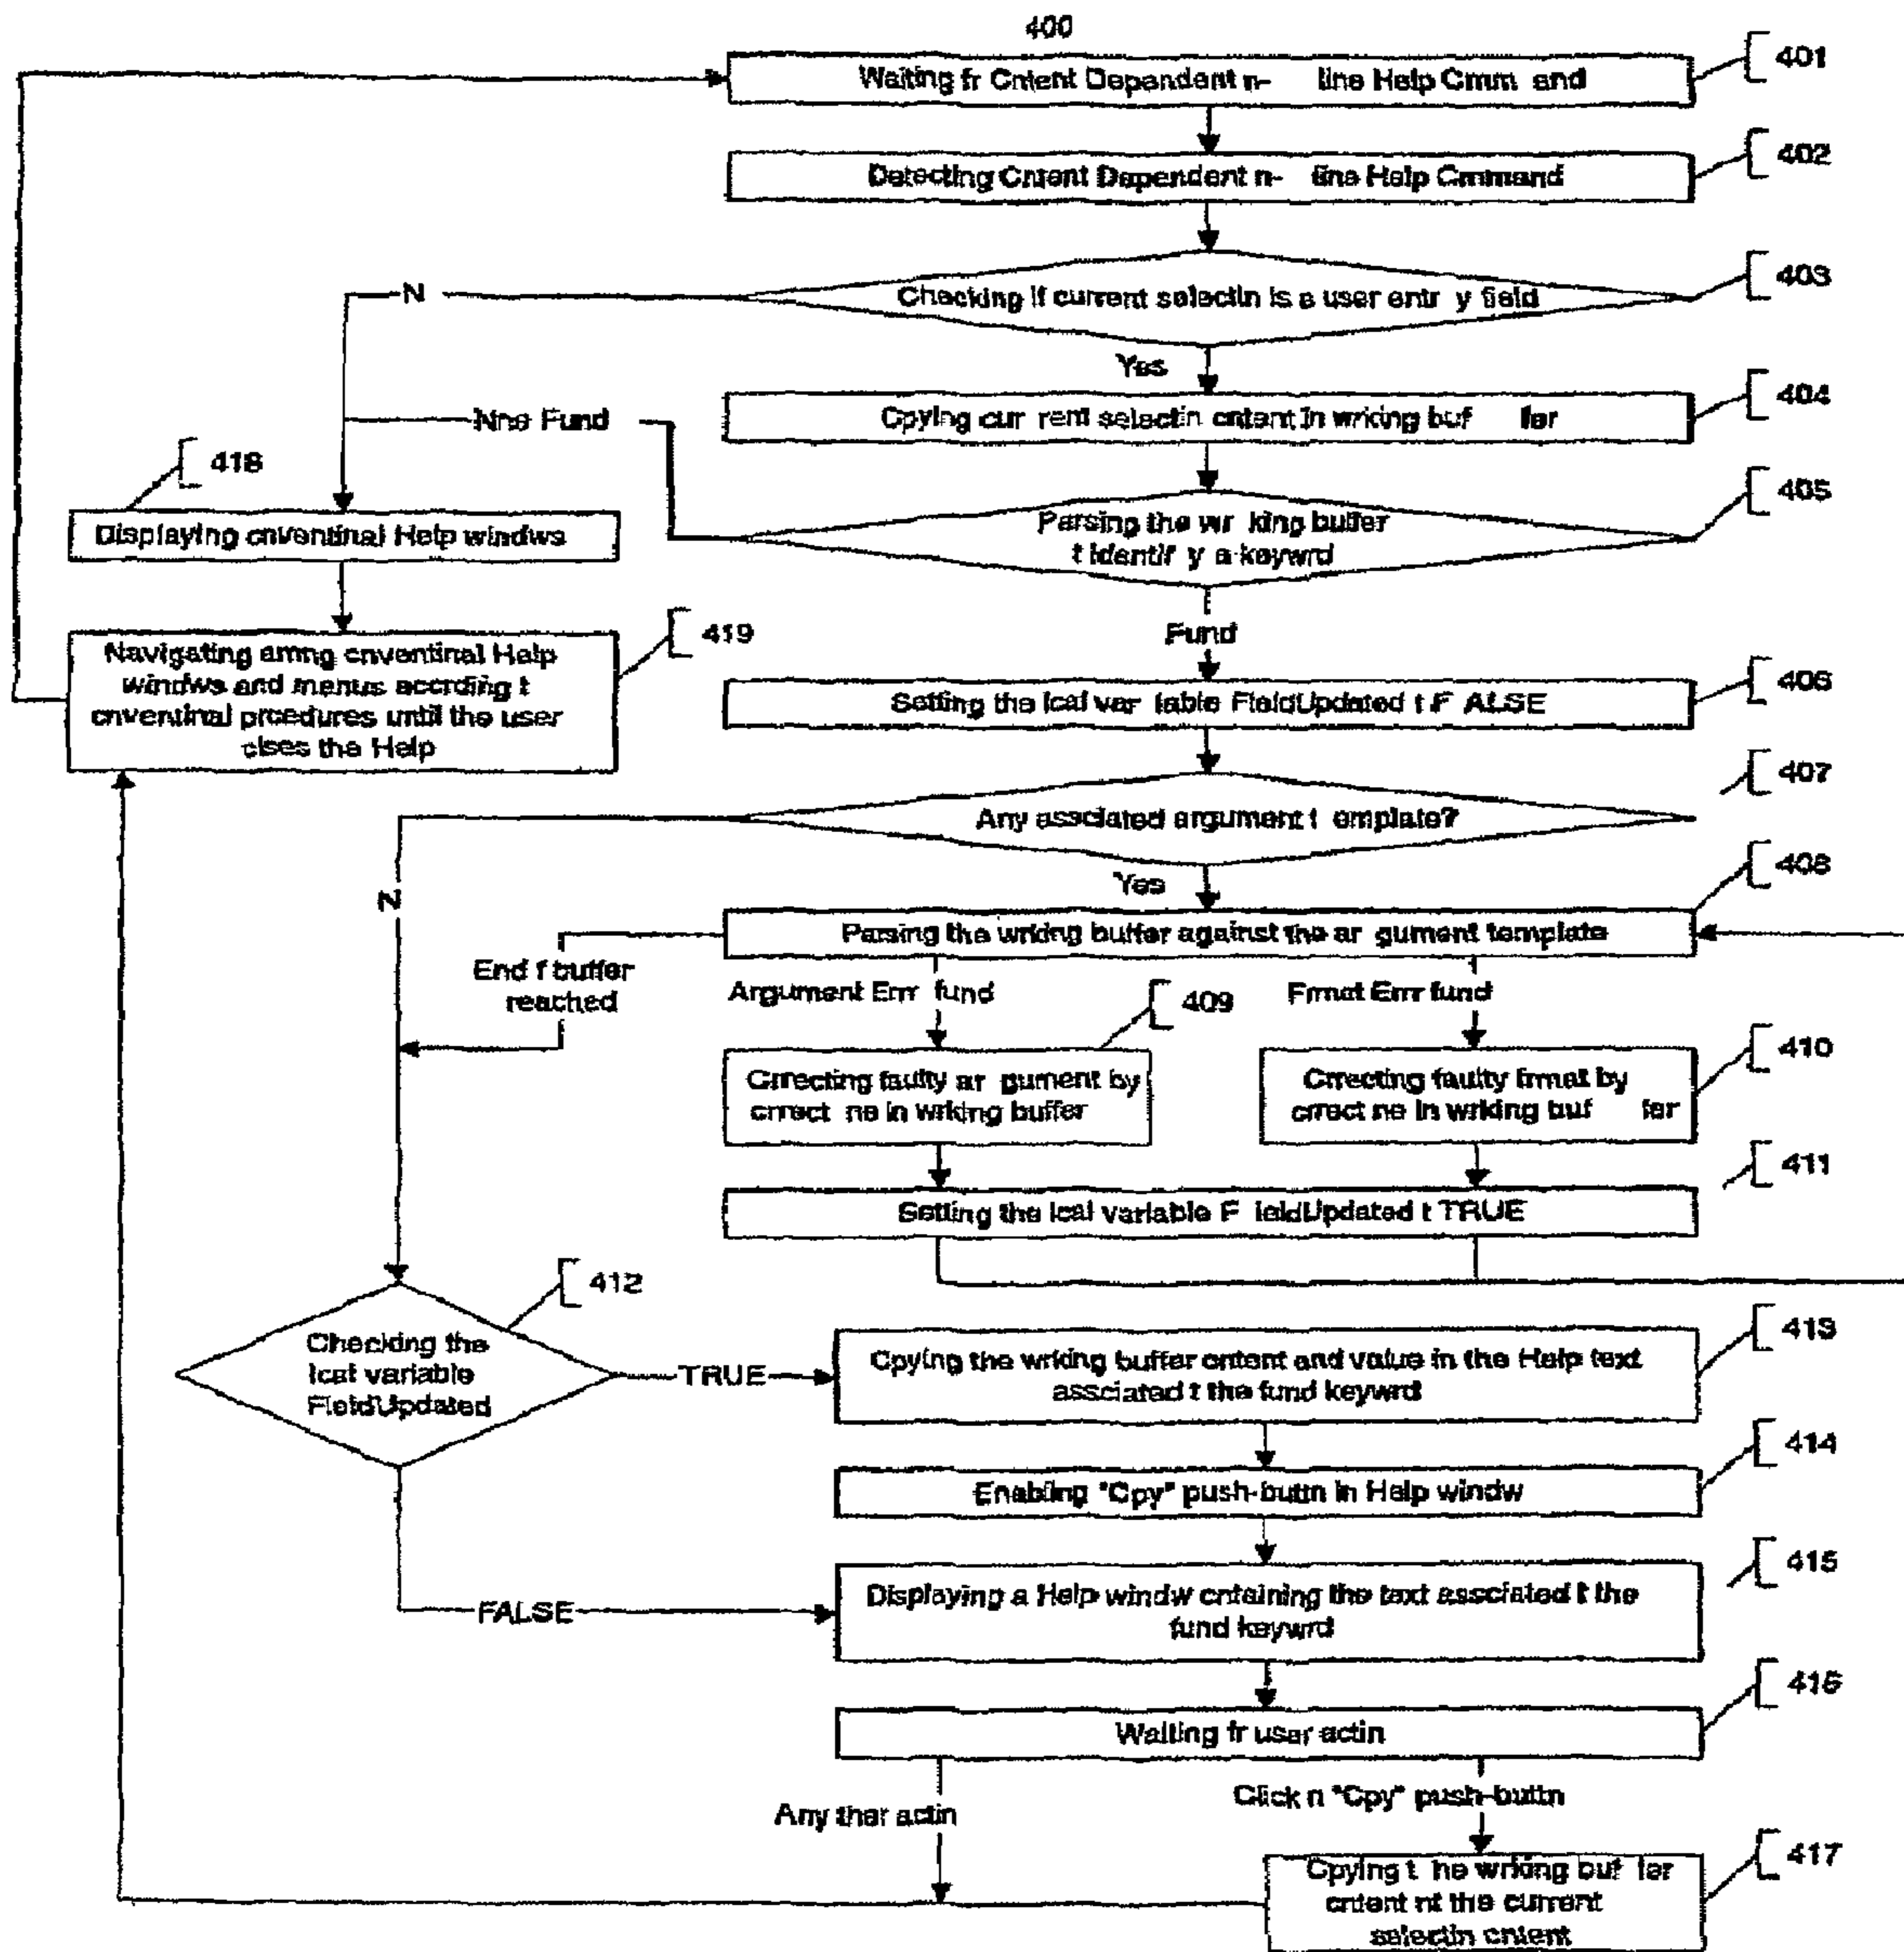 400
401
Waiting fr Cntent Dependent n- line Help Cmm and
402
Detecting Cntent Dependent n- line Help Cmmand
403
Checking if current selectin is a user entr y field
N
Yes
404
Cpying cur rent selectin cntent in wrking buf fer
Nne Fund
405
Parsing the wr king buffer
t identif y a keywrd
418
Displaying cnventinal Help windws
Fund
419
Navigating amng cnventinal Help
windws and menus accrding t
cnventinal prcedures until the user
clses the Help
406
Setting the lcal var iable FieldUpdated t F ALSE
407
Any assciated argument t emplate?
N
Yes
408
Parsing the wrking buffer against the ar gument template
End f buffer
reached
Argument Errr fund
Frmat Errr fund
409
410
Crrecting faulty ar gument by
crrect ne in wrking buffer
Crrecting faulty frmat by
crrect ne in wrking buf fer
411
Setting the lcal variable F ieldUpdated t TRUE
412
Checking the
lcal variable
FieldUpdated
TRUE
413
Cpying the wrking buffer cntent and value in the Help text
assciated t the fund keywrd
414
Enabling "Cpy" push-buttn in Help windw
415
Displaying a Help windw cntaining the text assciated t the
fund keywrd
FALSE
416
Waiting fr user actin
Any ther actin
Click n "Cpy" push-buttn
417
Cpying t he wrking buf fer
cntent nt the current
selectin cntent